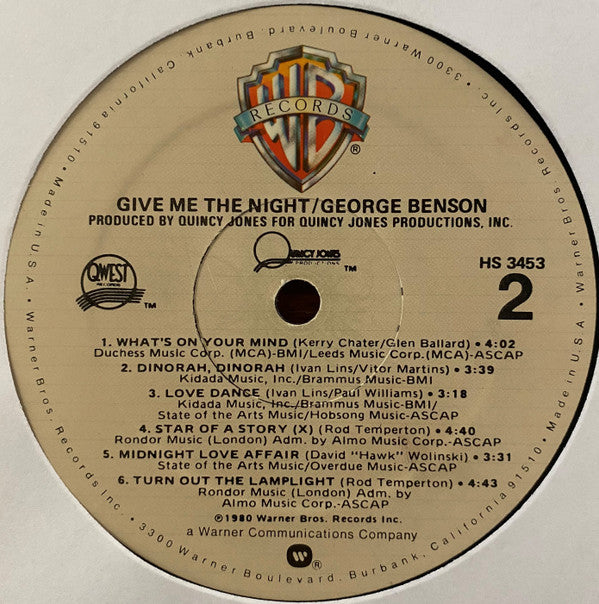 3300 Warner Boulevard. Burbank, California 91510 • Made in U.S.A. • Warner Bros. Records Inc. • 3300 Warner Boulevard. Burbank, California 91510 • Made in U.S.A. • Warner Bros. Records Inc. •
WB
RECORDS
®
GIVE ME THE NIGHT/GEORGE BENSON
PRODUCED BY QUINCY JONES FOR QUINCY JONES PRODUCTIONS, INC.
QUINCY JONES
PRODUCTIONS
TM
HS 3453
2
QWEST
RECORDS
TM
1. WHAT'S ON YOUR MIND (Kerry Chater/Glen Ballard) • 4:02
Duchess Music Corp. (MCA)-BMI/Leeds Music Corp.(MCA)-ASCAP
2. DINORAH, DINORAH (Ivan Lins/Vitor Martins) • 3:39
Kidada Music, Inc./Brammus Music-BMI
3. LOVE DANCE (Ivan Lins/Paul Williams) • 3:18
Kidada Music, Inc./Brammus Music-BMI/
State of the Arts Music/Hobsong Music-ASCAP
4. STAR OF A STORY (X) (Rod Temperton) • 4:40
Rondor Music (London) Adm. by Almo Music Corp.-ASCAP
5. MIDNIGHT LOVE AFFAIR (David "Hawk" Wolinski) • 3:31
State of the Arts Music/Overdue Music-ASCAP
6. TURN OUT THE LAMPLIGHT (Rod Temperton) • 4:43
Rondor Music (London) Adm. by
Almo Music Corp.-ASCAP
℗1980 Warner Bros. Records Inc.
a Warner Communications Company
®